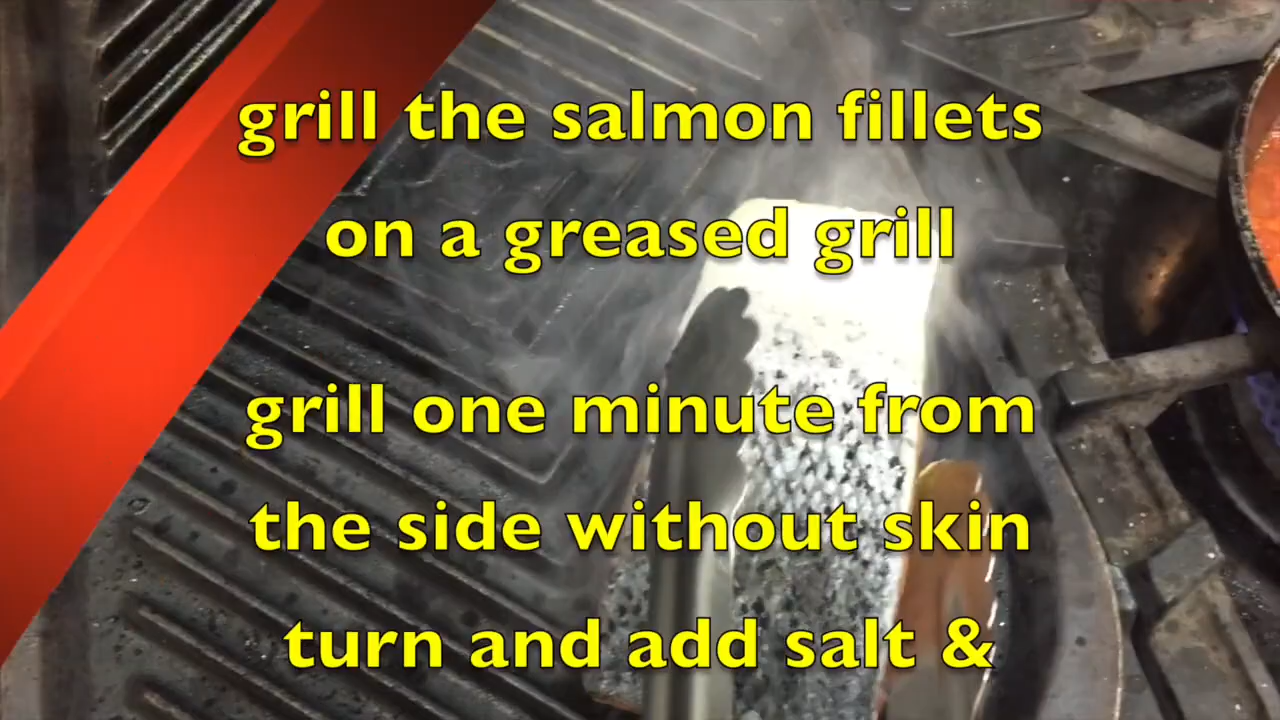 grill the salmon fillets
on a greased grill
grill one minute from
the side without skin
turn and add salt &